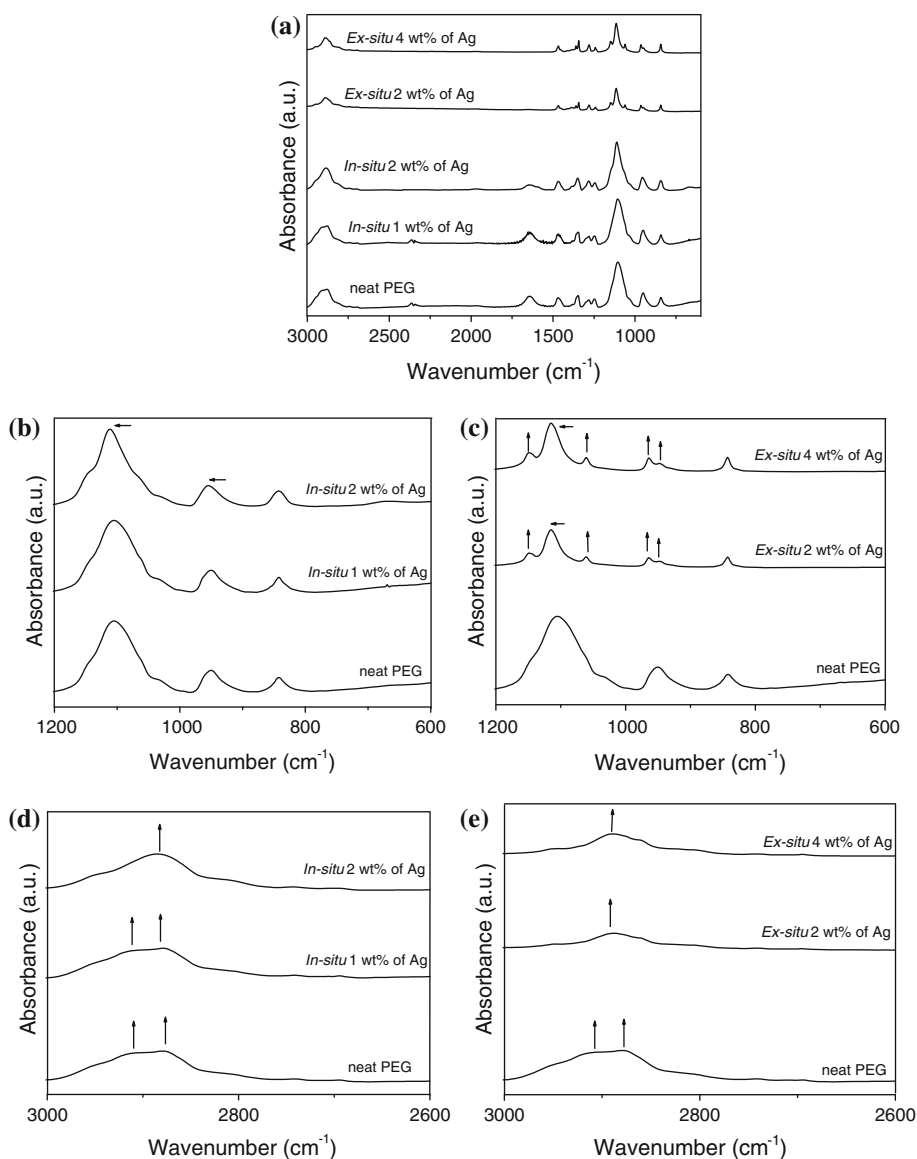 (a)
Ex-situ 4 wt% of Ag
Ex-situ 2 wt% of Ag
In-situ 2 wt% of Ag
In-situ 1 wt% of Ag
neat PEG
Absorbance (a.u.)
3000 2500 2000 1500 1000
Wavenumber (cm-1)
(b)
In-situ 2 wt% of Ag
In-situ 1 wt% of Ag
neat PEG
Absorbance (a.u.)
1200 1000 800 600
Wavenumber (cm-1)
(c)
Ex-situ 4 wt% of Ag
Ex-situ 2 wt% of Ag
neat PEG
Absorbance (a.u.)
1200 1000 800 600
Wavenumber (cm-1)
(d)
In-situ 2 wt% of Ag
In-situ 1 wt% of Ag
neat PEG
Absorbance (a.u.)
3000 2800 2600
Wavenumber (cm-1)
(e)
Ex-situ 4 wt% of Ag
Ex-situ 2 wt% of Ag
neat PEG
Absorbance (a.u.)
3000 2800 2600
Wavenumber (cm-1)